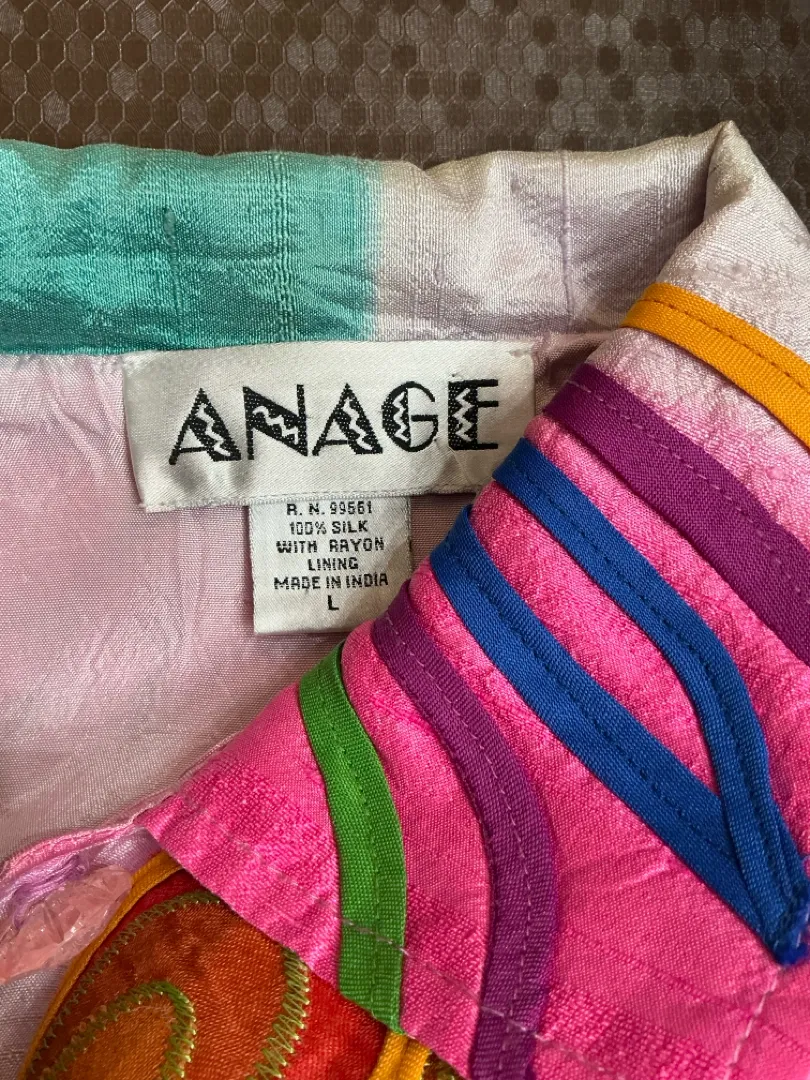 ANAGE
R. N. 99561
100% SILK
WITH RAYON
LINING
MADE IN INDIA
L